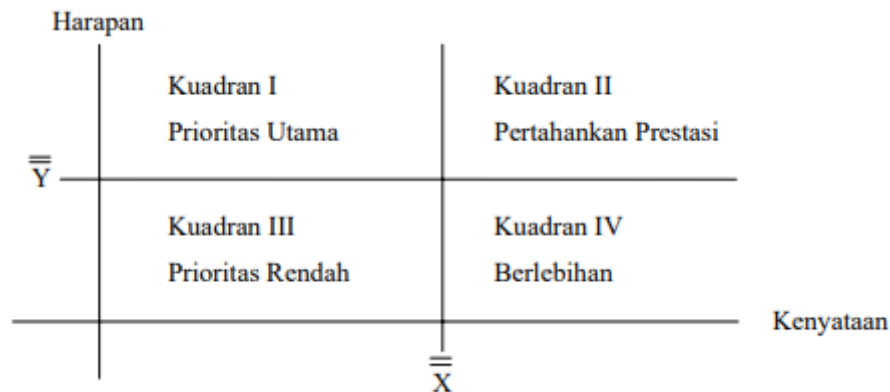 Harapan
Kuadran I
Prioritas Utama
Kuadran II
Pertahankan Prestasi
Y̿
Kuadran III
Prioritas Rendah
Kuadran IV
Berlebihan
Kenyataan
X̿